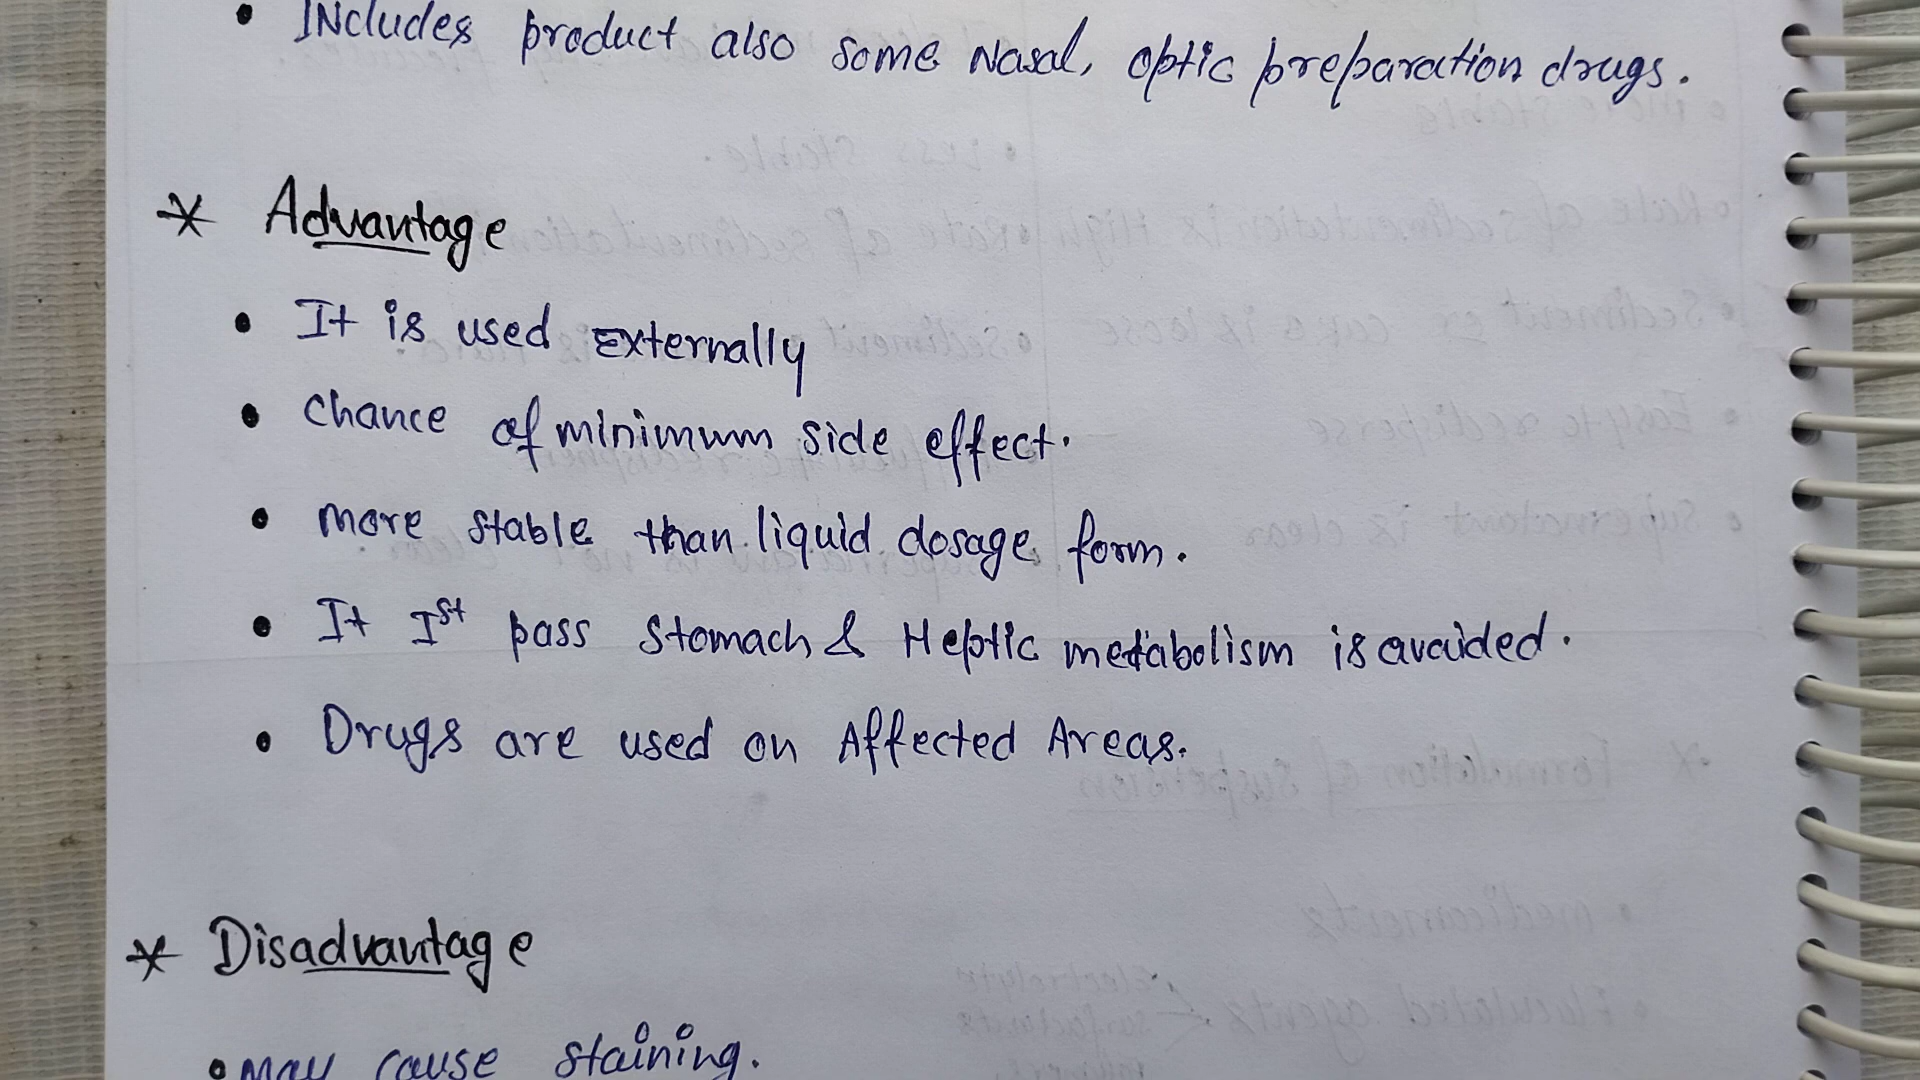 • Includes product also some Nasal, optic preparation drugs.
* Advantage
• It is used Externally
• chance of minimum side effect.
• more stable than liquid dosage form.
• It Ist pass Stomach & Heptic metabolism is avoided.
• Drugs are used on Affected Areas.
* Disadvantage
• may cause staining.